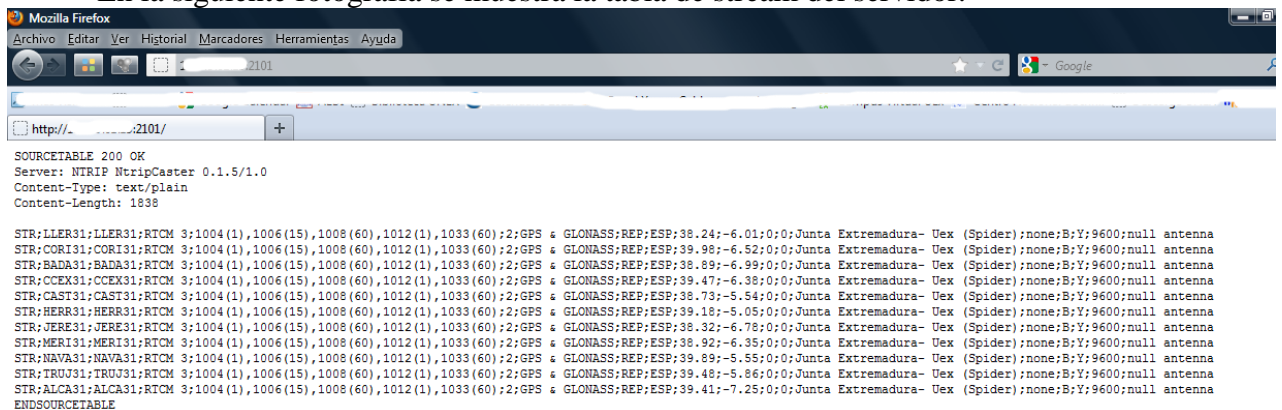 En la siguiente fotografía se muestra la tabla de stream del servidor.
Mozilla Firefox
Archivo Editar Ver Historial Marcadores Herramientas Ayuda
:2101
Google
http:// :2101/
SOURCETABLE 200 OK
Server: NTRIP NtripCaster 0.1.5/1.0
Content-Type: text/plain
Content-Length: 1838
STR;LLER31;LLER31;RTCM 3;1004(1),1006(15),1008(60),1012(1),1033(60);2;GPS & GLONASS;REP;ESP;38.24;-6.01;0;0;Junta Extremadura- Uex (Spider);none;B;Y;9600;null antenna
STR;CORI31;CORI31;RTCM 3;1004(1),1006(15),1008(60),1012(1),1033(60);2;GPS & GLONASS;REP;ESP;39.98;-6.52;0;0;Junta Extremadura- Uex (Spider);none;B;Y;9600;null antenna
STR;BADA31;BADA31;RTCM 3;1004(1),1006(15),1008(60),1012(1),1033(60);2;GPS & GLONASS;REP;ESP;38.89;-6.99;0;0;Junta Extremadura- Uex (Spider);none;B;Y;9600;null antenna
STR;CCEX31;CCEX31;RTCM 3;1004(1),1006(15),1008(60),1012(1),1033(60);2;GPS & GLONASS;REP;ESP;39.47;-6.38;0;0;Junta Extremadura- Uex (Spider);none;B;Y;9600;null antenna
STR;CAST31;CAST31;RTCM 3;1004(1),1006(15),1008(60),1012(1),1033(60);2;GPS & GLONASS;REP;ESP;38.73;-5.54;0;0;Junta Extremadura- Uex (Spider);none;B;Y;9600;null antenna
STR;HERR31;HERR31;RTCM 3;1004(1),1006(15),1008(60),1012(1),1033(60);2;GPS & GLONASS;REP;ESP;39.18;-5.05;0;0;Junta Extremadura- Uex (Spider);none;B;Y;9600;null antenna
STR;JERE31;JERE31;RTCM 3;1004(1),1006(15),1008(60),1012(1),1033(60);2;GPS & GLONASS;REP;ESP;38.32;-6.78;0;0;Junta Extremadura- Uex (Spider);none;B;Y;9600;null antenna
STR;MERI31;MERI31;RTCM 3;1004(1),1006(15),1008(60),1012(1),1033(60);2;GPS & GLONASS;REP;ESP;38.92;-6.35;0;0;Junta Extremadura- Uex (Spider);none;B;Y;9600;null antenna
STR;NAVA31;NAVA31;RTCM 3;1004(1),1006(15),1008(60),1012(1),1033(60);2;GPS & GLONASS;REP;ESP;39.89;-5.55;0;0;Junta Extremadura- Uex (Spider);none;B;Y;9600;null antenna
STR;TRUJ31;TRUJ31;RTCM 3;1004(1),1006(15),1008(60),1012(1),1033(60);2;GPS & GLONASS;REP;ESP;39.48;-5.86;0;0;Junta Extremadura- Uex (Spider);none;B;Y;9600;null antenna
STR;ALCA31;ALCA31;RTCM 3;1004(1),1006(15),1008(60),1012(1),1033(60);2;GPS & GLONASS;REP;ESP;39.41;-7.25;0;0;Junta Extremadura- Uex (Spider);none;B;Y;9600;null antenna
ENDSOURCETABLE